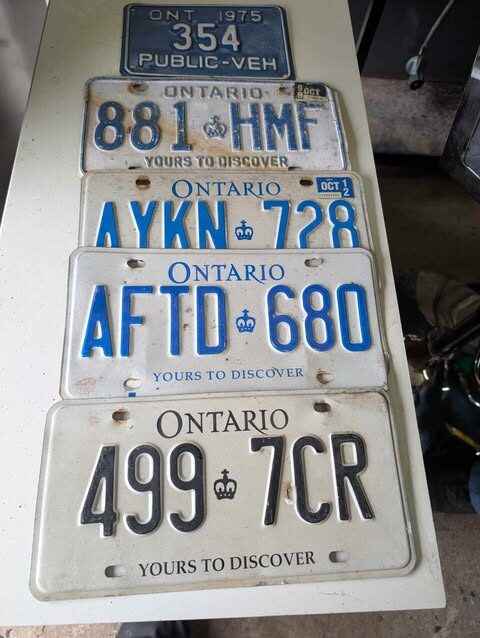 ONT 1975
354
PUBLIC-VEH
ONTARIO
OCT
881 HMF
YOURS TO DISCOVER
ONTARIO
OCT 12
AYKN 728
ONTARIO
AFTD 680
YOURS TO DISCOVER
ONTARIO
499 7CR
YOURS TO DISCOVER